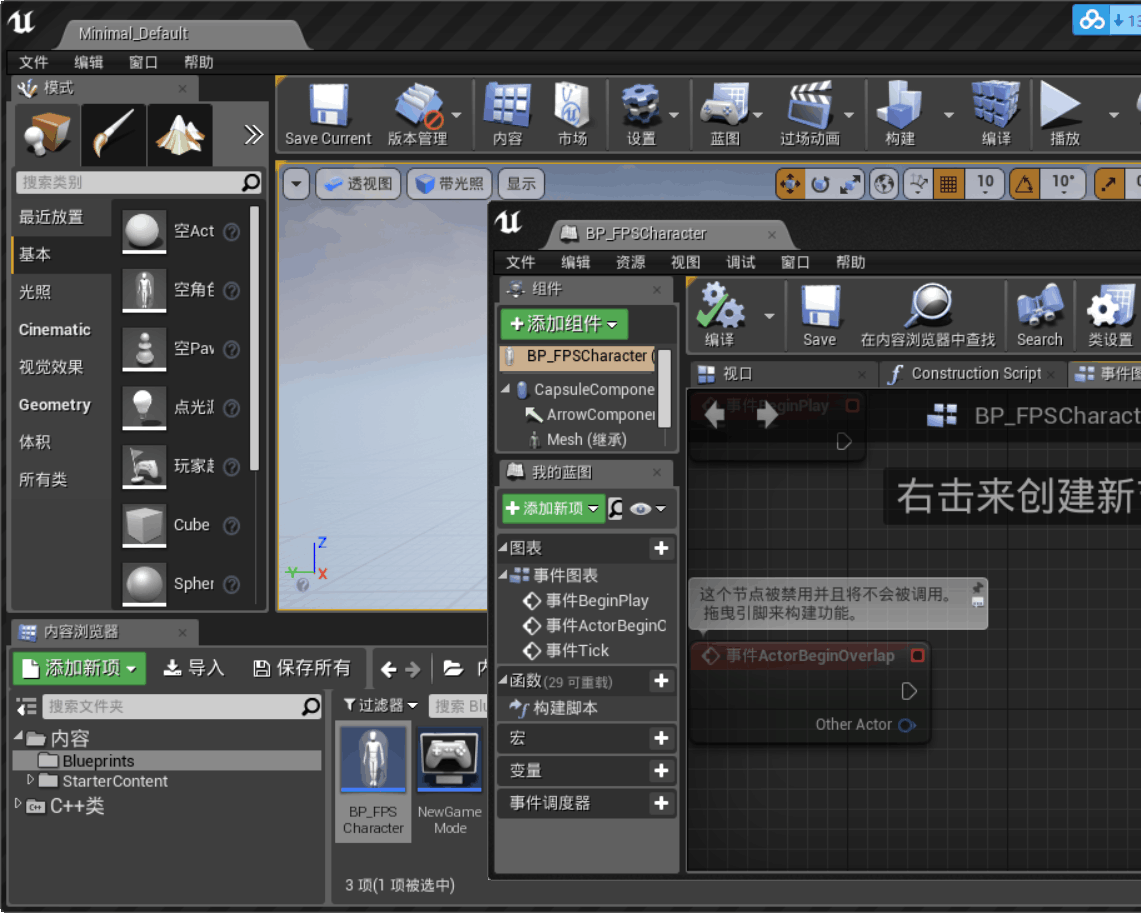 Minimal_Default
13
文件 编辑 窗口 帮助
模式
Save Current 版本管理 内容 市场 设置 蓝图 过场动画 构建 编译 播放
搜索类别
透视图 带光照 显示 10 10°
最近放置
基本
光照
Cinematic
视觉效果
Geometry
体积
所有类
空Act
空角色
空Paw
点光源
玩家起
Cube
Spher
Z
Y X
BP_FPSCharacter
文件 编辑 资源 视图 调试 窗口 帮助
组件
添加组件
BP_FPSCharacter (
CapsuleCompone
ArrowComponen
Mesh (继承)
编译 Save 在内容浏览器中查找 Search 类设置
视口 Construction Script 事件图
事件BeginPlay
BP_FPSCharact
右击来创建新
我的蓝图
添加新项
图表
事件图表
事件BeginPlay
事件ActorBeginO
事件Tick
函数 (29 可重载)
构建脚本
宏
变量
事件调度器
这个节点被禁用并且将不会被调用。
拖曳引脚来构建功能。
事件ActorBeginOverlap
Other Actor
内容浏览器
添加新项 导入 保存所有 内
搜索文件夹
过滤器 搜索 Blu
内容
Blueprints
StarterContent
C++类
BP_FPS
Character
NewGame
Mode
3 项(1 项被选中)